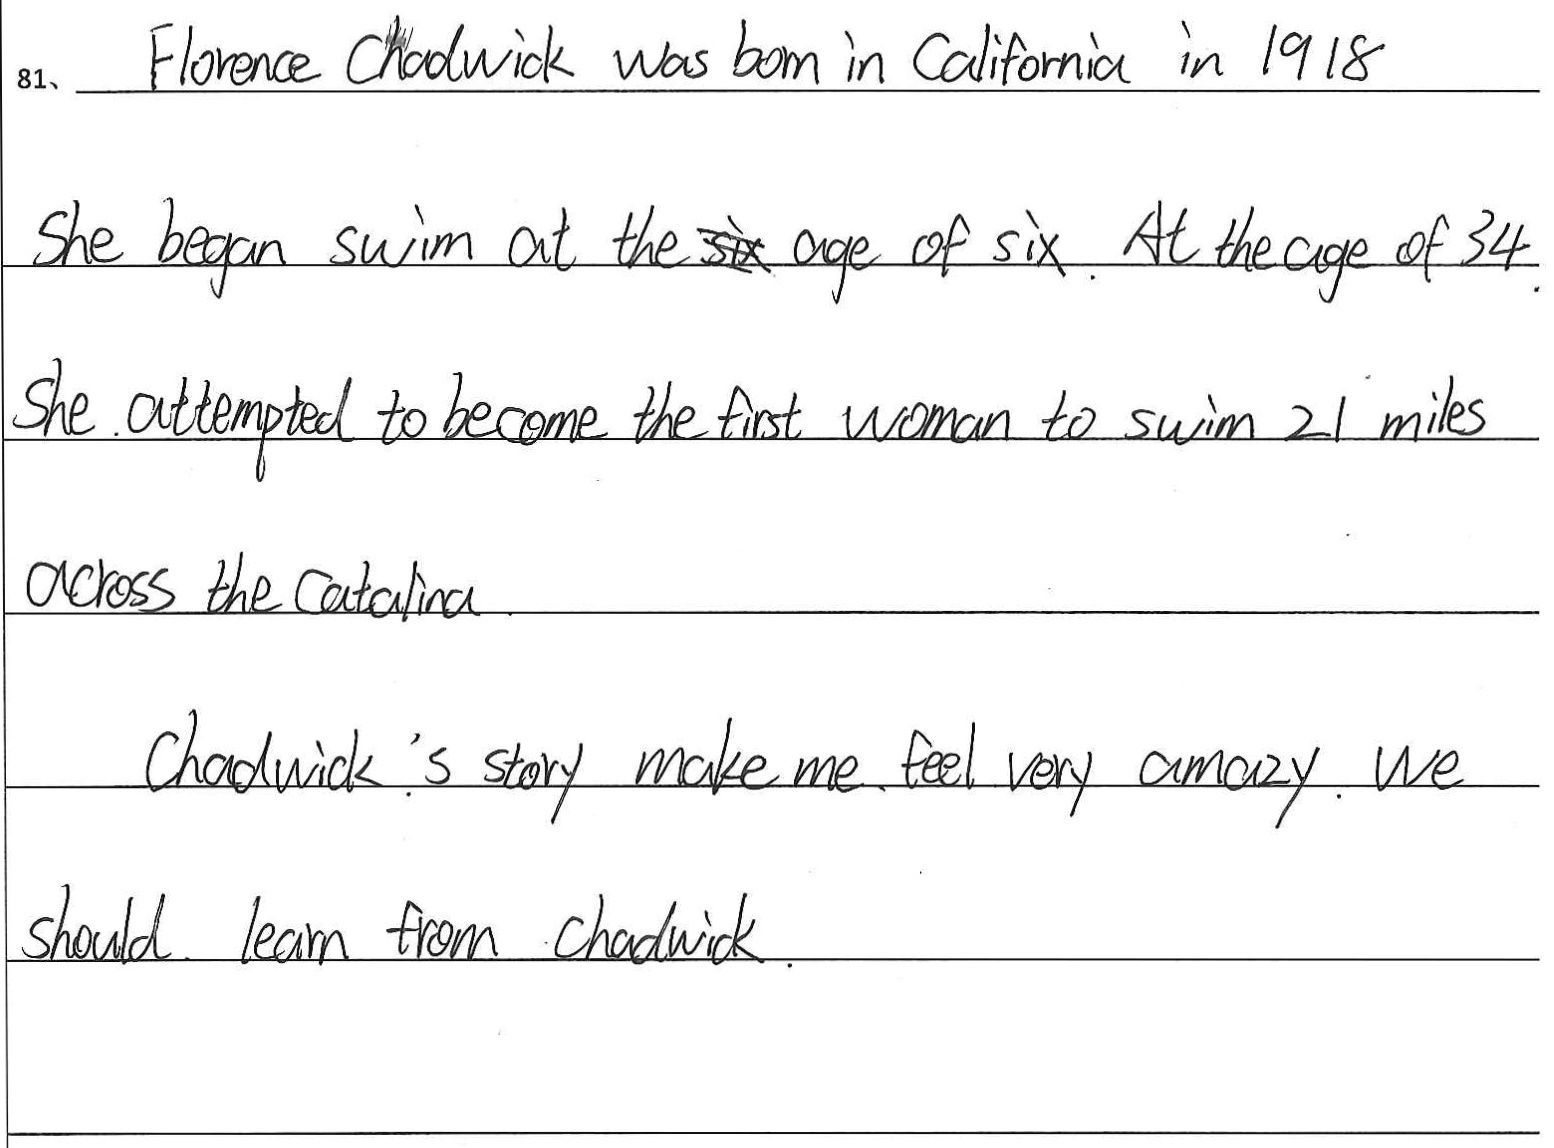 81、 Florence Chadwick was born in California in 1918
She began swim at the age of six. At the age of 34.
She attempted to become the first woman to swim 21 miles
across the Catalina
Chadwick's story make me feel very amazy. We
should learn from chadwick.